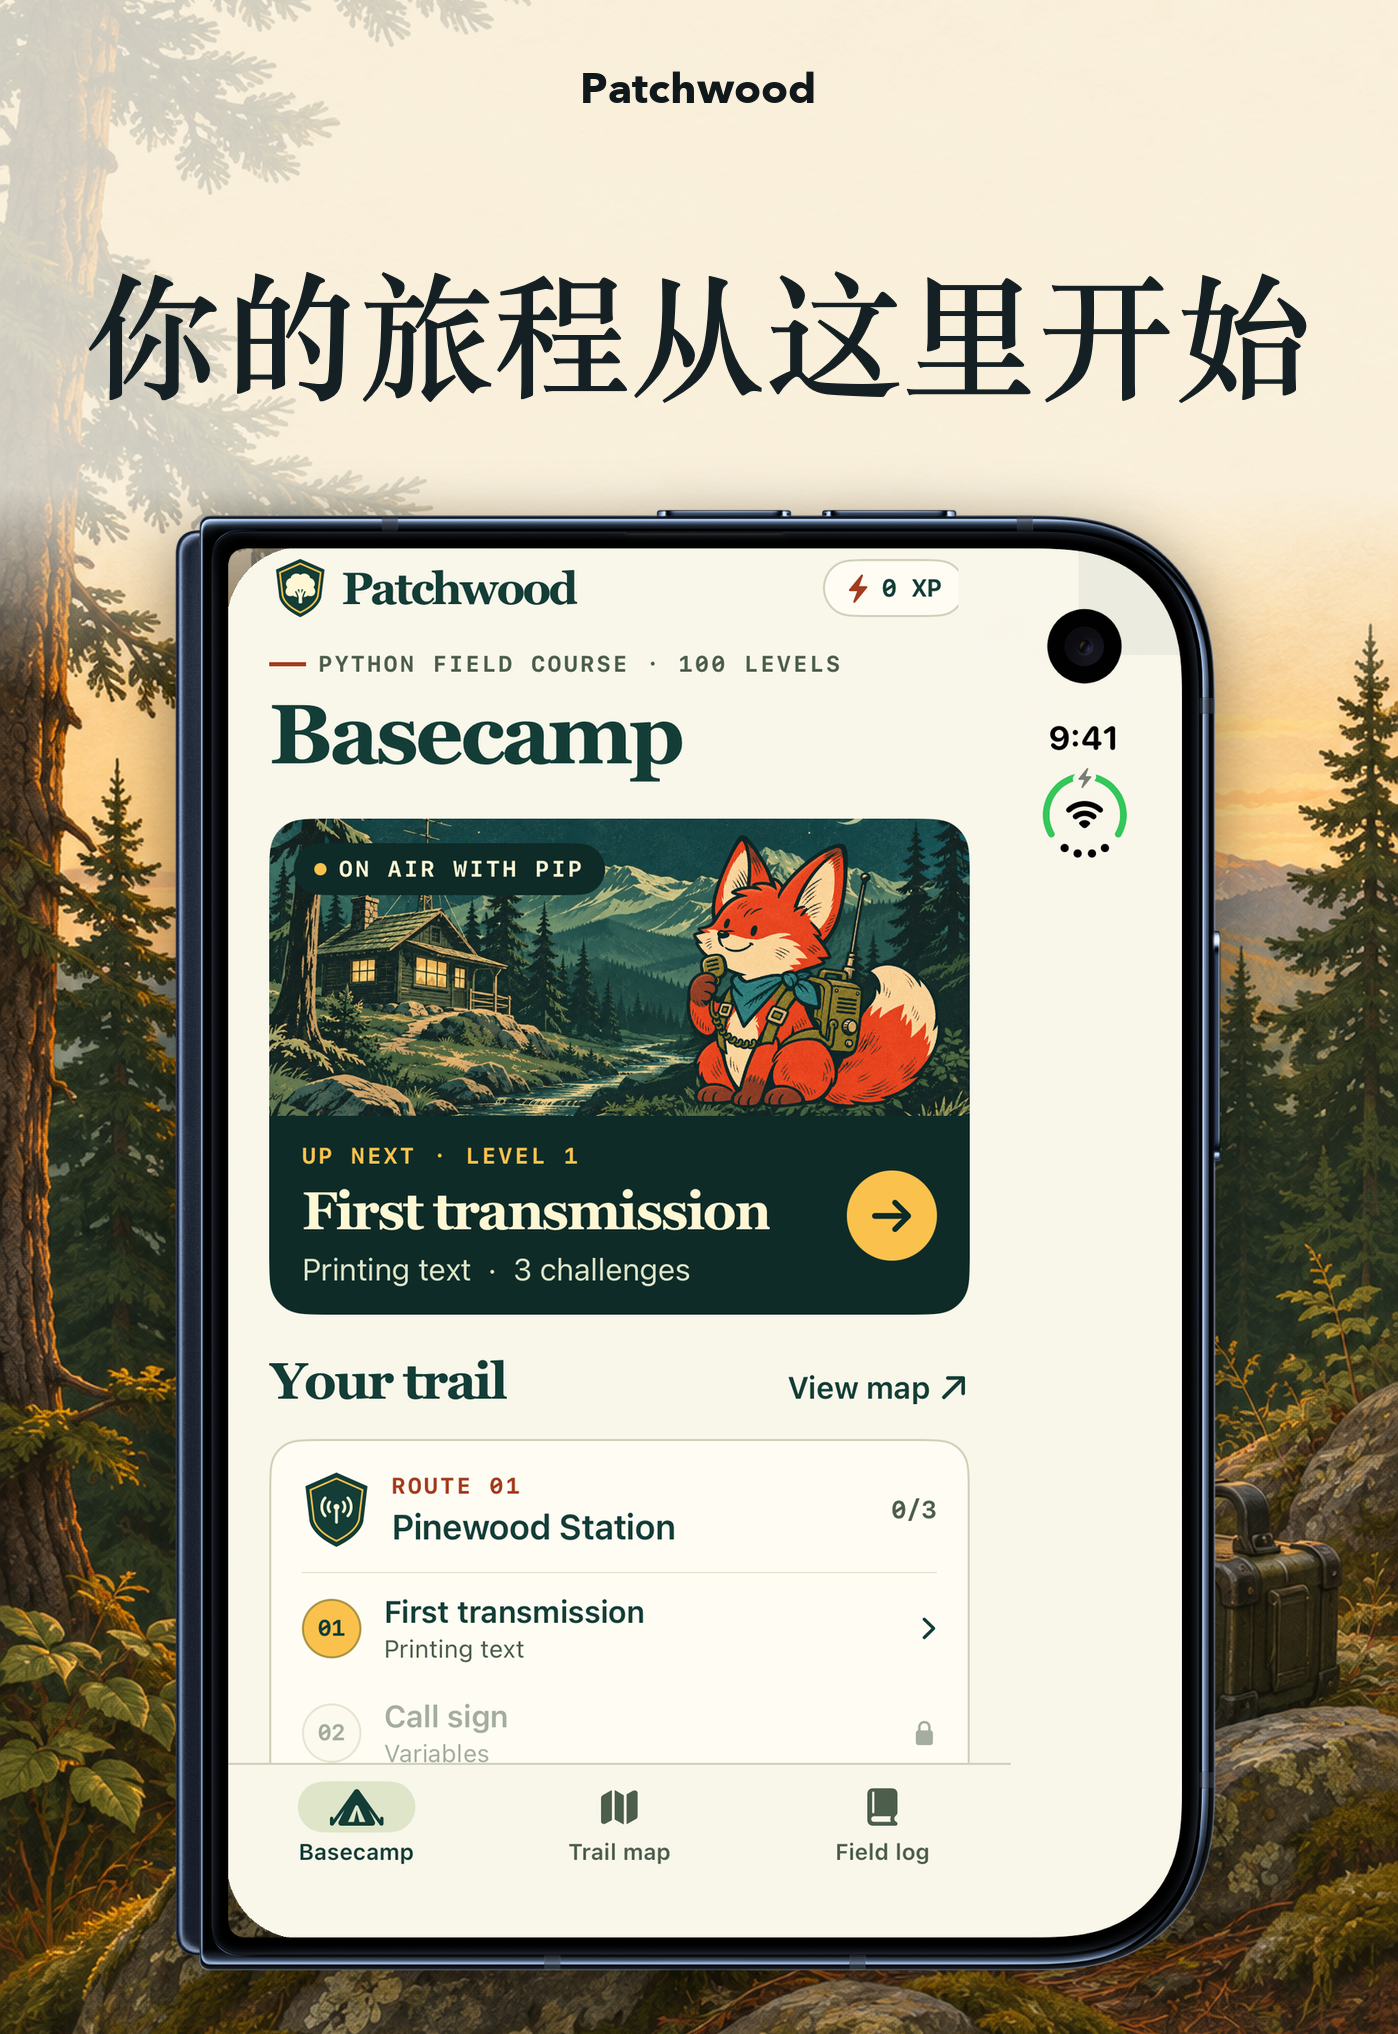 Patchwood
你的旅程从这里开始
Patchwood
0 XP
PYTHON FIELD COURSE · 100 LEVELS
Basecamp
9:41
ON AIR WITH PIP
UP NEXT · LEVEL 1
First transmission
Printing text · 3 challenges
Your trail
View map
ROUTE 01
Pinewood Station
0/3
01
First transmission
Printing text
02
Call sign
Variables
Basecamp
Trail map
Field log